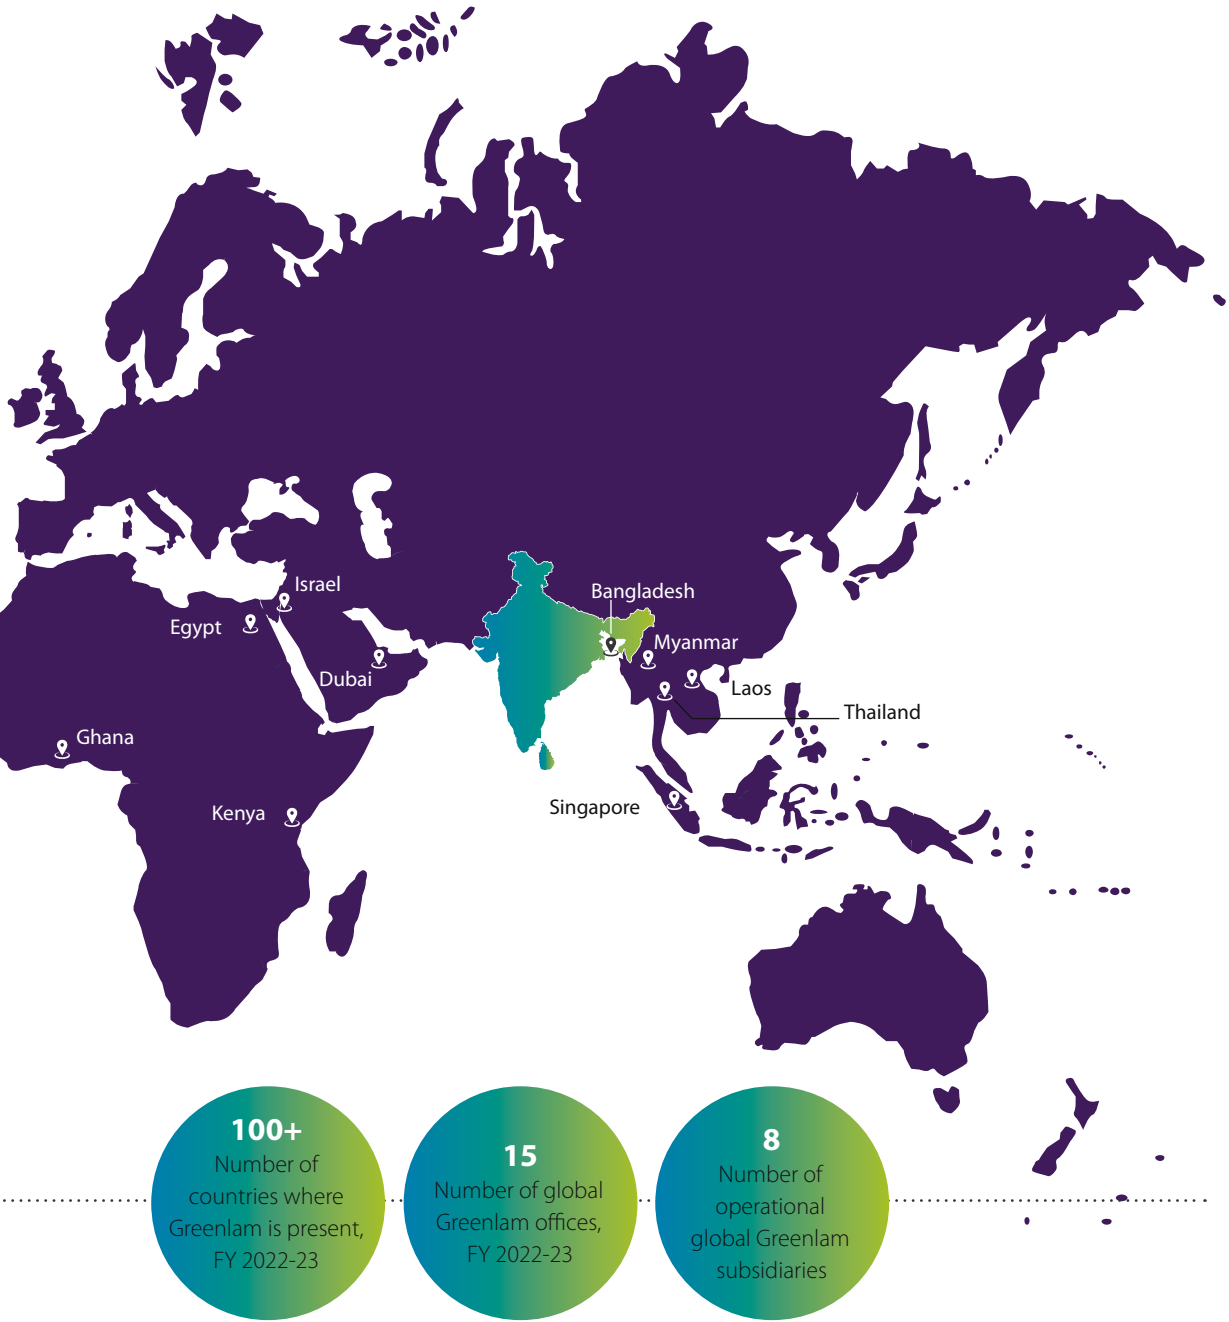 Israel
Bangladesh
Egypt
Myanmar
Dubai
Laos
Thailand
Ghana
Singapore
Kenya
100+
Number of
countries where
Greenlam is present,
FY 2022-23
15
Number of global
Greenlam offices,
FY 2022-23
8
Number of
operational
global Greenlam
subsidiaries